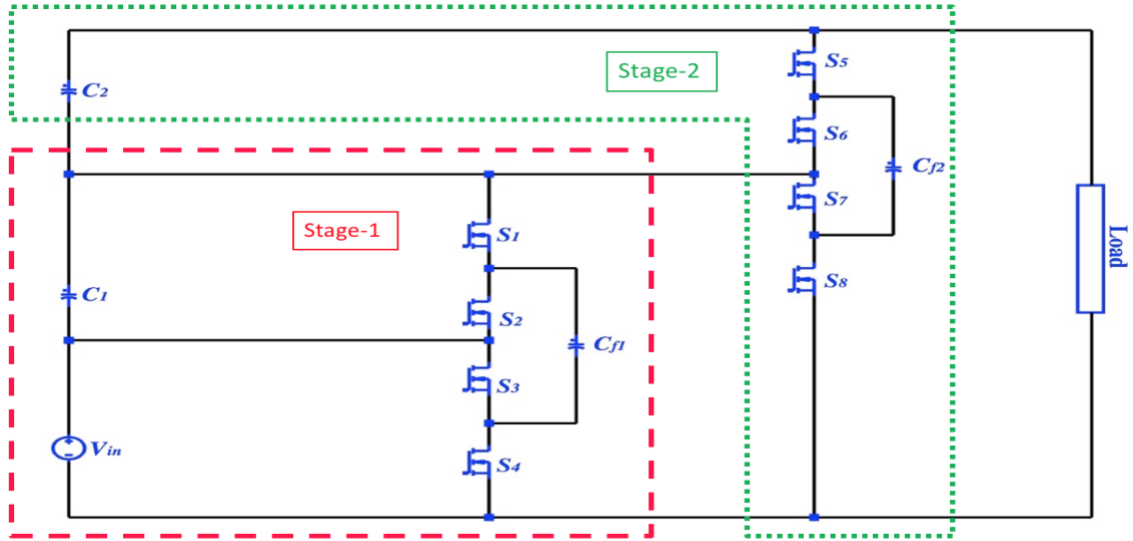 Stage-2
S5
C2
S6
Cf2
S7
Stage-1
S1
Load
S8
C1
S2
Cf1
S3
Vin
S4